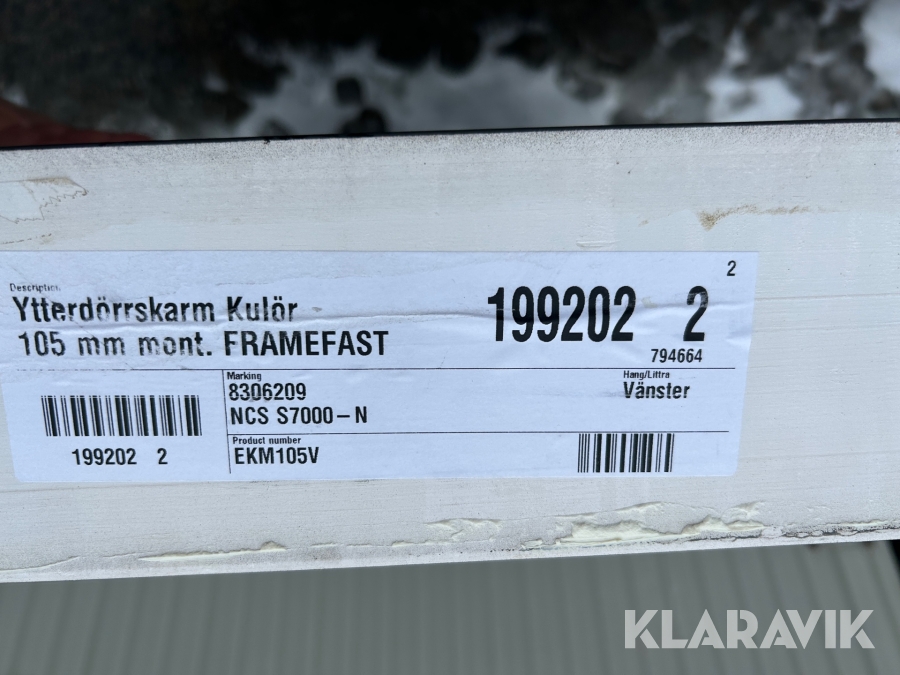 2
Description
Ytterdörrskarm Kulör
105 mm mont. FRAMEFAST
199202 2
794664
Marking
8306209
NCS S7000-N
Hang/Littra
Vänster
199202 2
Product number
EKM105V
KLARAVIK